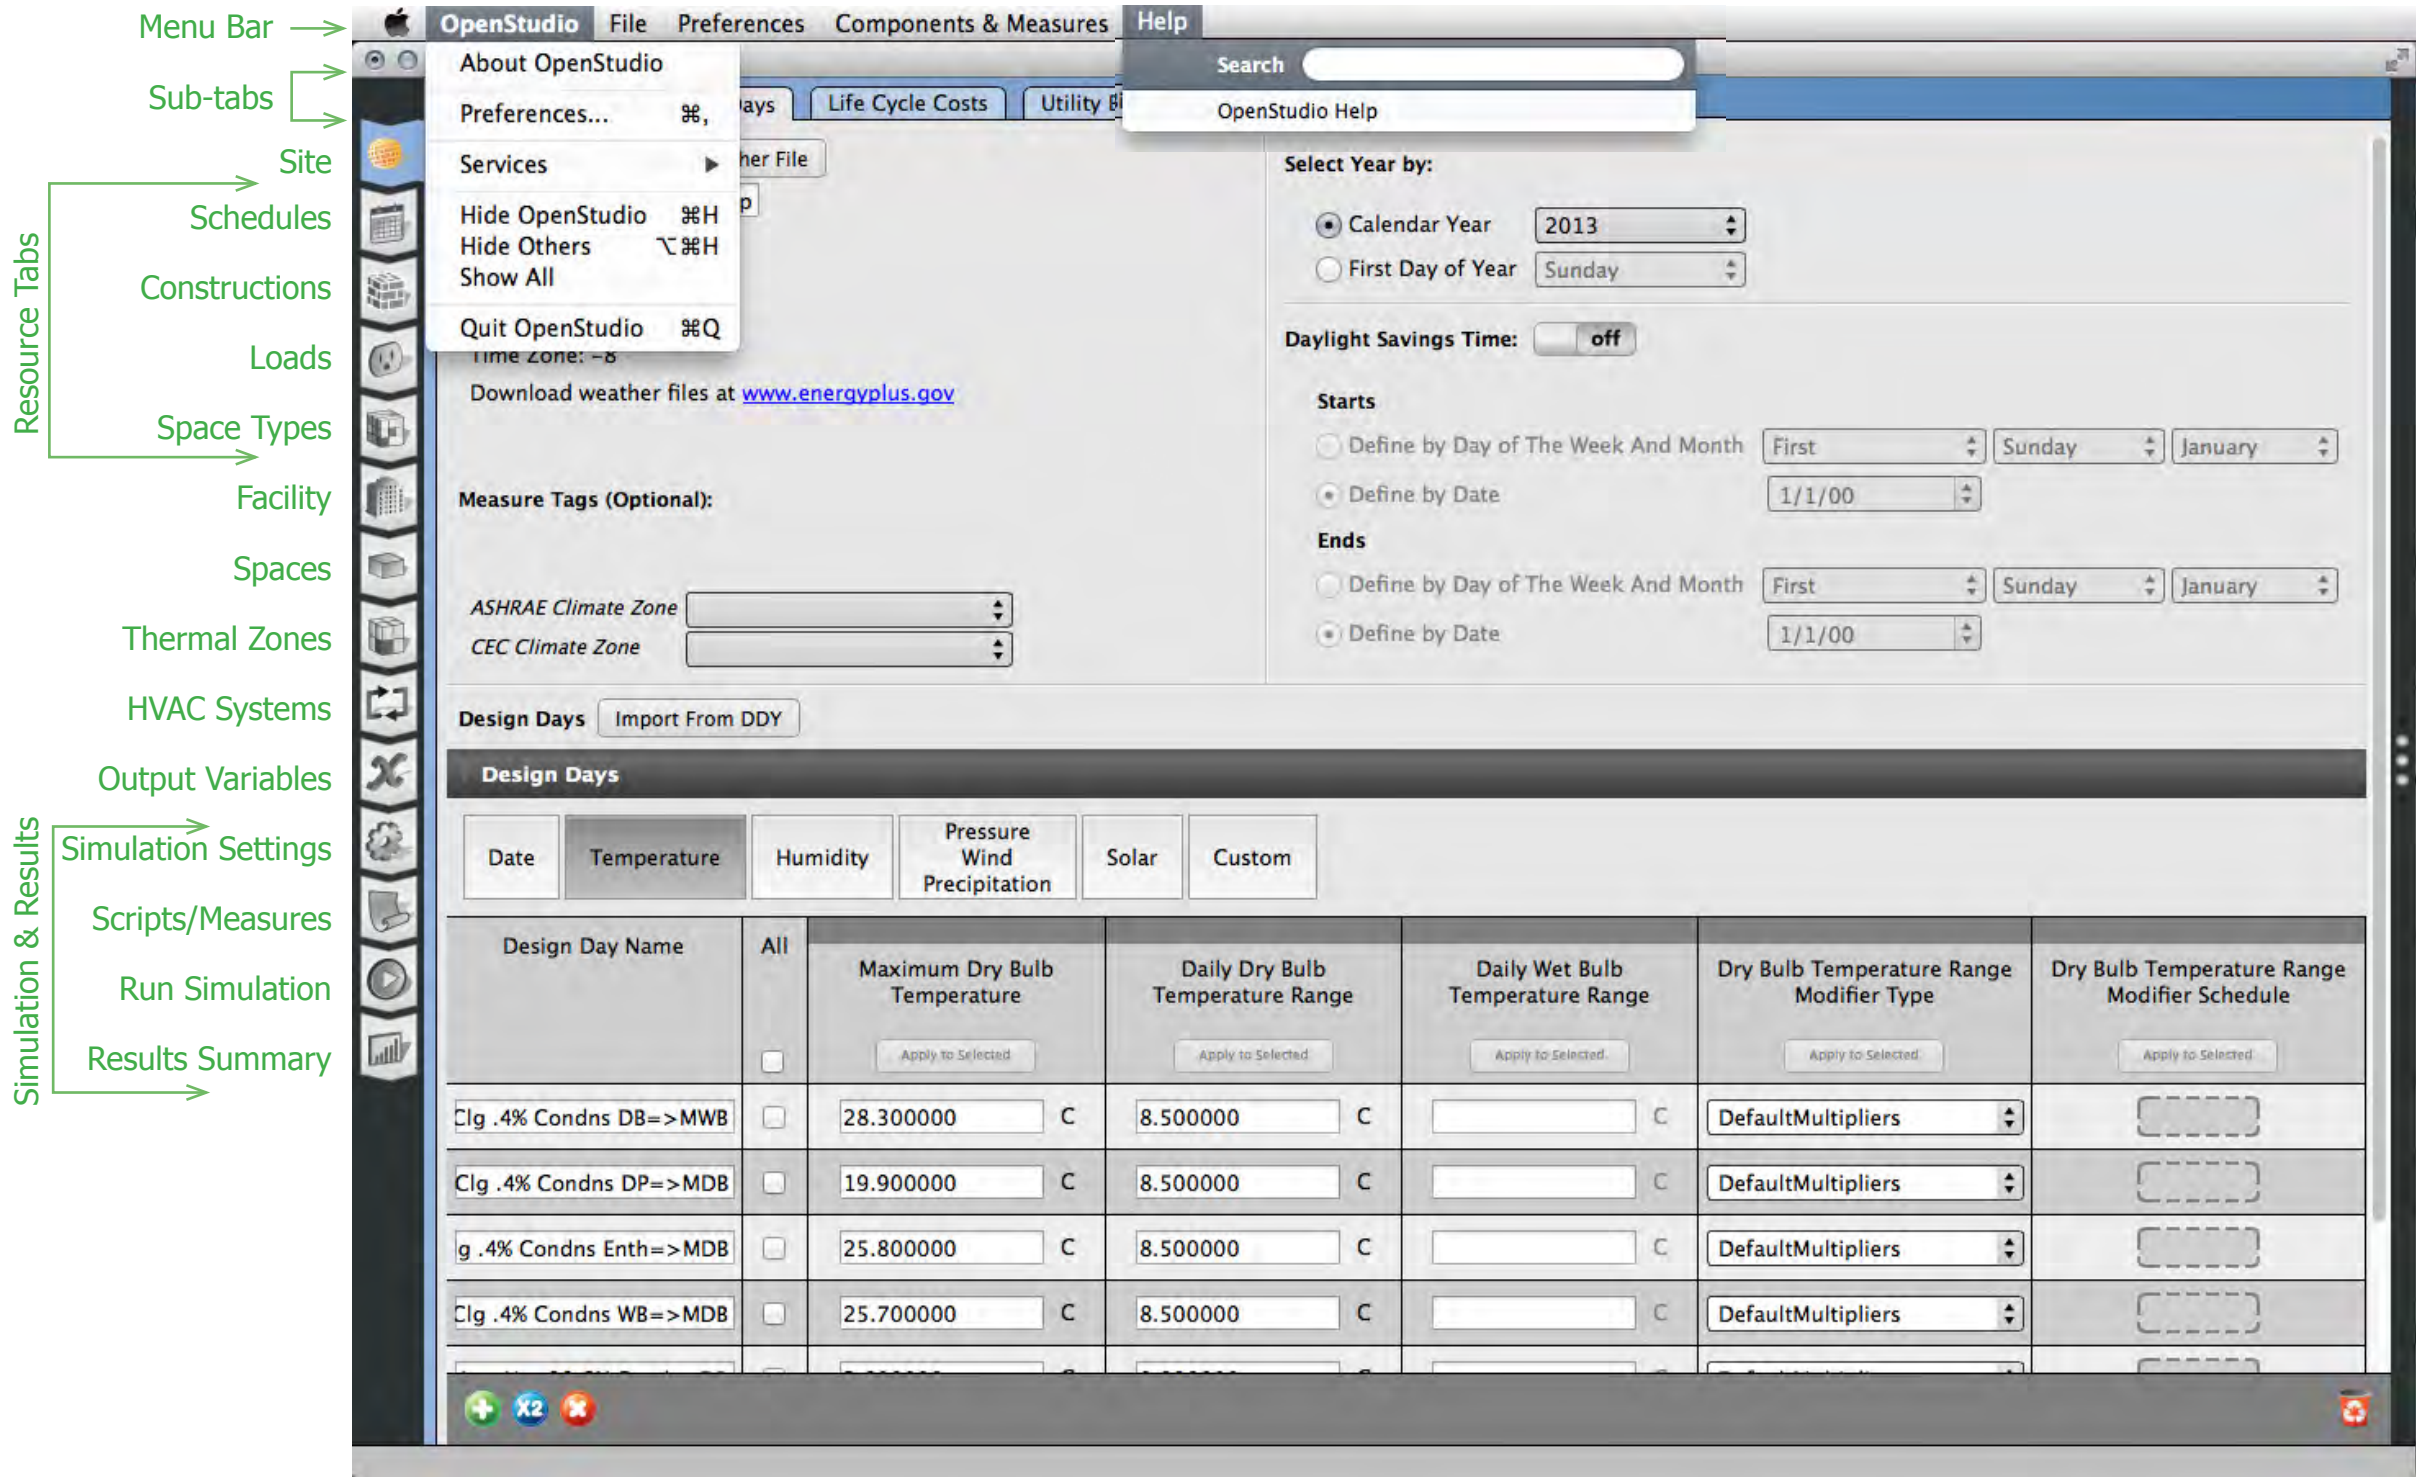 Menu Bar
Sub-tabs
Site
Schedules
Constructions
Loads
Space Types
Facility
Spaces
Thermal Zones
HVAC Systems
Output Variables
Simulation Settings
Scripts/Measures
Run Simulation
Results Summary
Resource Tabs
Simulation & Results
OpenStudio File Preferences Components & Measures Help
About OpenStudio
Preferences... ⌘,
Services ▶
Hide OpenStudio ⌘H
Hide Others ⌥⌘H
Show All
Quit OpenStudio ⌘Q
Search
OpenStudio Help
Life Cycle Costs
Utility
Select Year by:
Calendar Year 2013
First Day of Year Sunday
Daylight Savings Time: off
Starts
Define by Day of The Week And Month First Sunday January
Define by Date 1/1/00
Ends
Define by Day of The Week And Month First Sunday January
Define by Date 1/1/00
File
Time Zone: -8
Download weather files at www.energyplus.gov
Measure Tags (Optional):
ASHRAE Climate Zone
CEC Climate Zone
Design Days Import From DDY
Design Days
Date
Temperature
Humidity
Pressure
Wind
Precipitation
Solar
Custom
Design Day Name
All
Maximum Dry Bulb
Temperature
Apply to Selected
Daily Dry Bulb
Temperature Range
Apply to Selected
Daily Wet Bulb
Temperature Range
Apply to Selected
Dry Bulb Temperature Range
Modifier Type
Apply to Selected
Dry Bulb Temperature Range
Modifier Schedule
Apply to Selected
Clg .4% Condns DB=>MWB 28.300000 C 8.500000 C C DefaultMultipliers
Clg .4% Condns DP=>MDB 19.900000 C 8.500000 C C DefaultMultipliers
g .4% Condns Enth=>MDB 25.800000 C 8.500000 C C DefaultMultipliers
Clg .4% Condns WB=>MDB 25.700000 C 8.500000 C C DefaultMultipliers
X2